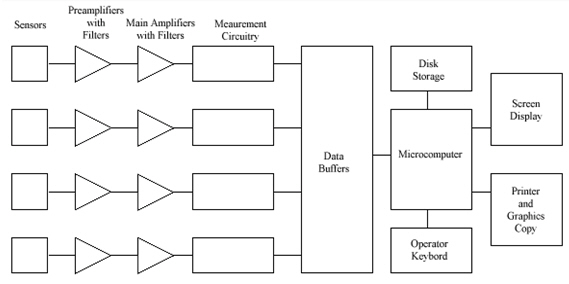 Sensors
Preamplifiers
with
Filters
Main Amplifiers
with Filters
Meaurement
Circuitry
Data
Buffers
Disk
Storage
Microcomputer
Operator
Keybord
Screen
Display
Printer
and
Graphics
Copy